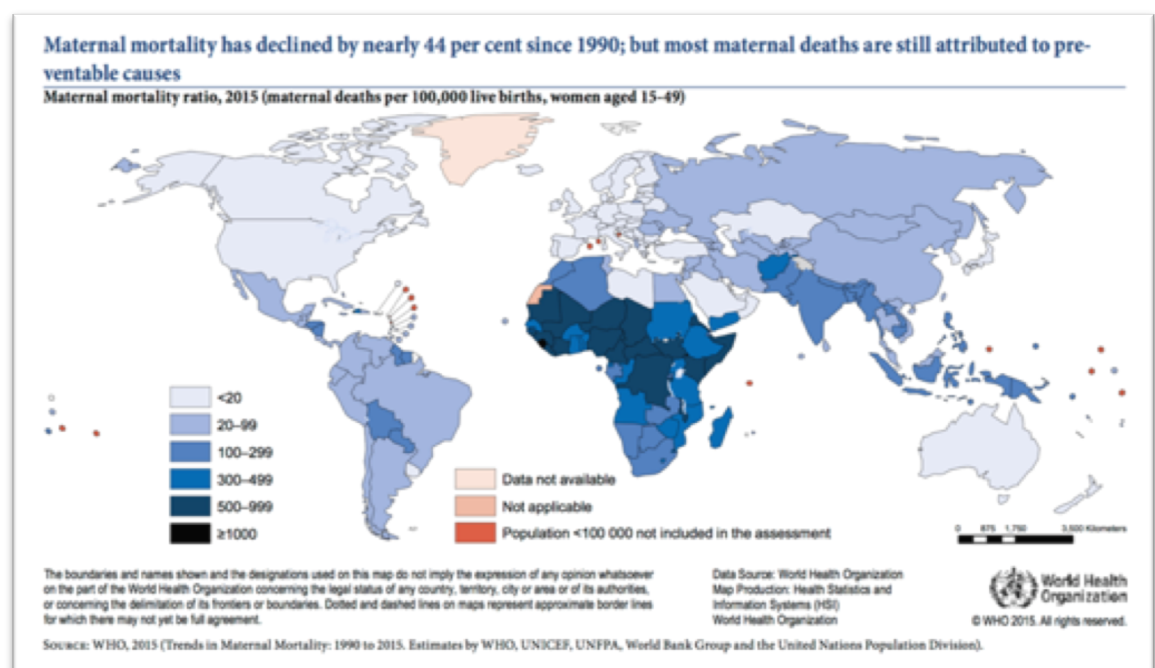 Maternal mortality has declined by nearly 44 per cent since 1990; but most maternal deaths are still attributed to pre-
ventable causes
Maternal mortality ratio, 2015 (maternal deaths per 100,000 live births, women aged 15–49)
<20
20–99
100–299
300–499
500–999
≥1000
Data not available
Not applicable
Population <100 000 not included in the assessment
0 875 1,750 3,500 Kilometers
The boundaries and names shown and the designations used on this map do not imply the expression of any opinion whatsoever
on the part of the World Health Organization concerning the legal status of any country, territory, city or area or of its authorities,
or concerning the delimitation of its frontiers or boundaries. Dotted and dashed lines on maps represent approximate border lines
for which there may not yet be full agreement.
Data Source: World Health Organization
Map Production: Health Statistics and
Information Systems (HSI)
World Health Organization
World Health
Organization
© WHO 2015. All rights reserved.
SOURCE: WHO, 2015 (Trends in Maternal Mortality: 1990 to 2015. Estimates by WHO, UNICEF, UNFPA, World Bank Group and the United Nations Population Division).